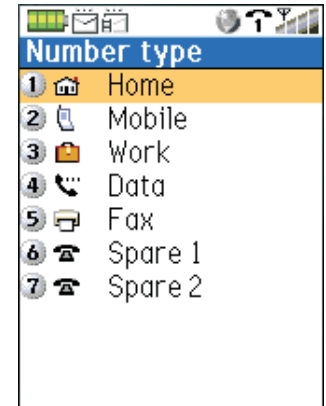 Number type
1 Home
2 Mobile
3 Work
4 Data
5 Fax
6 Spare 1
7 Spare 2